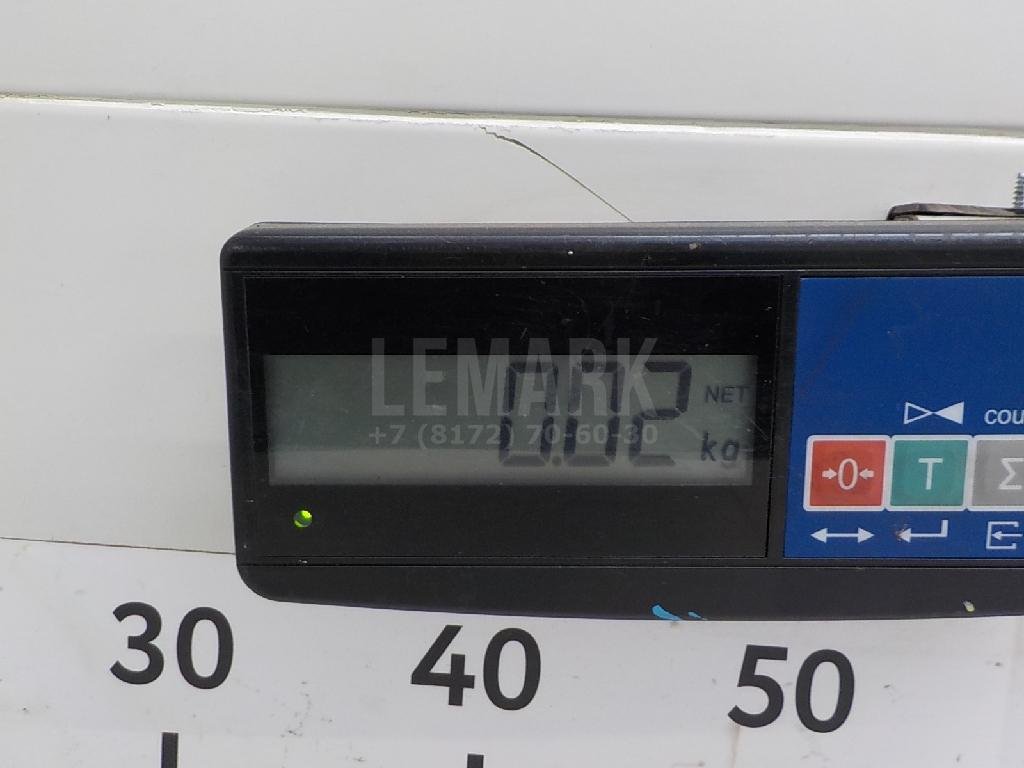 LEMARK
+7 (8172) 70-60-30
0.02 NET
kg
cou
→0← T Σ
30 40 50